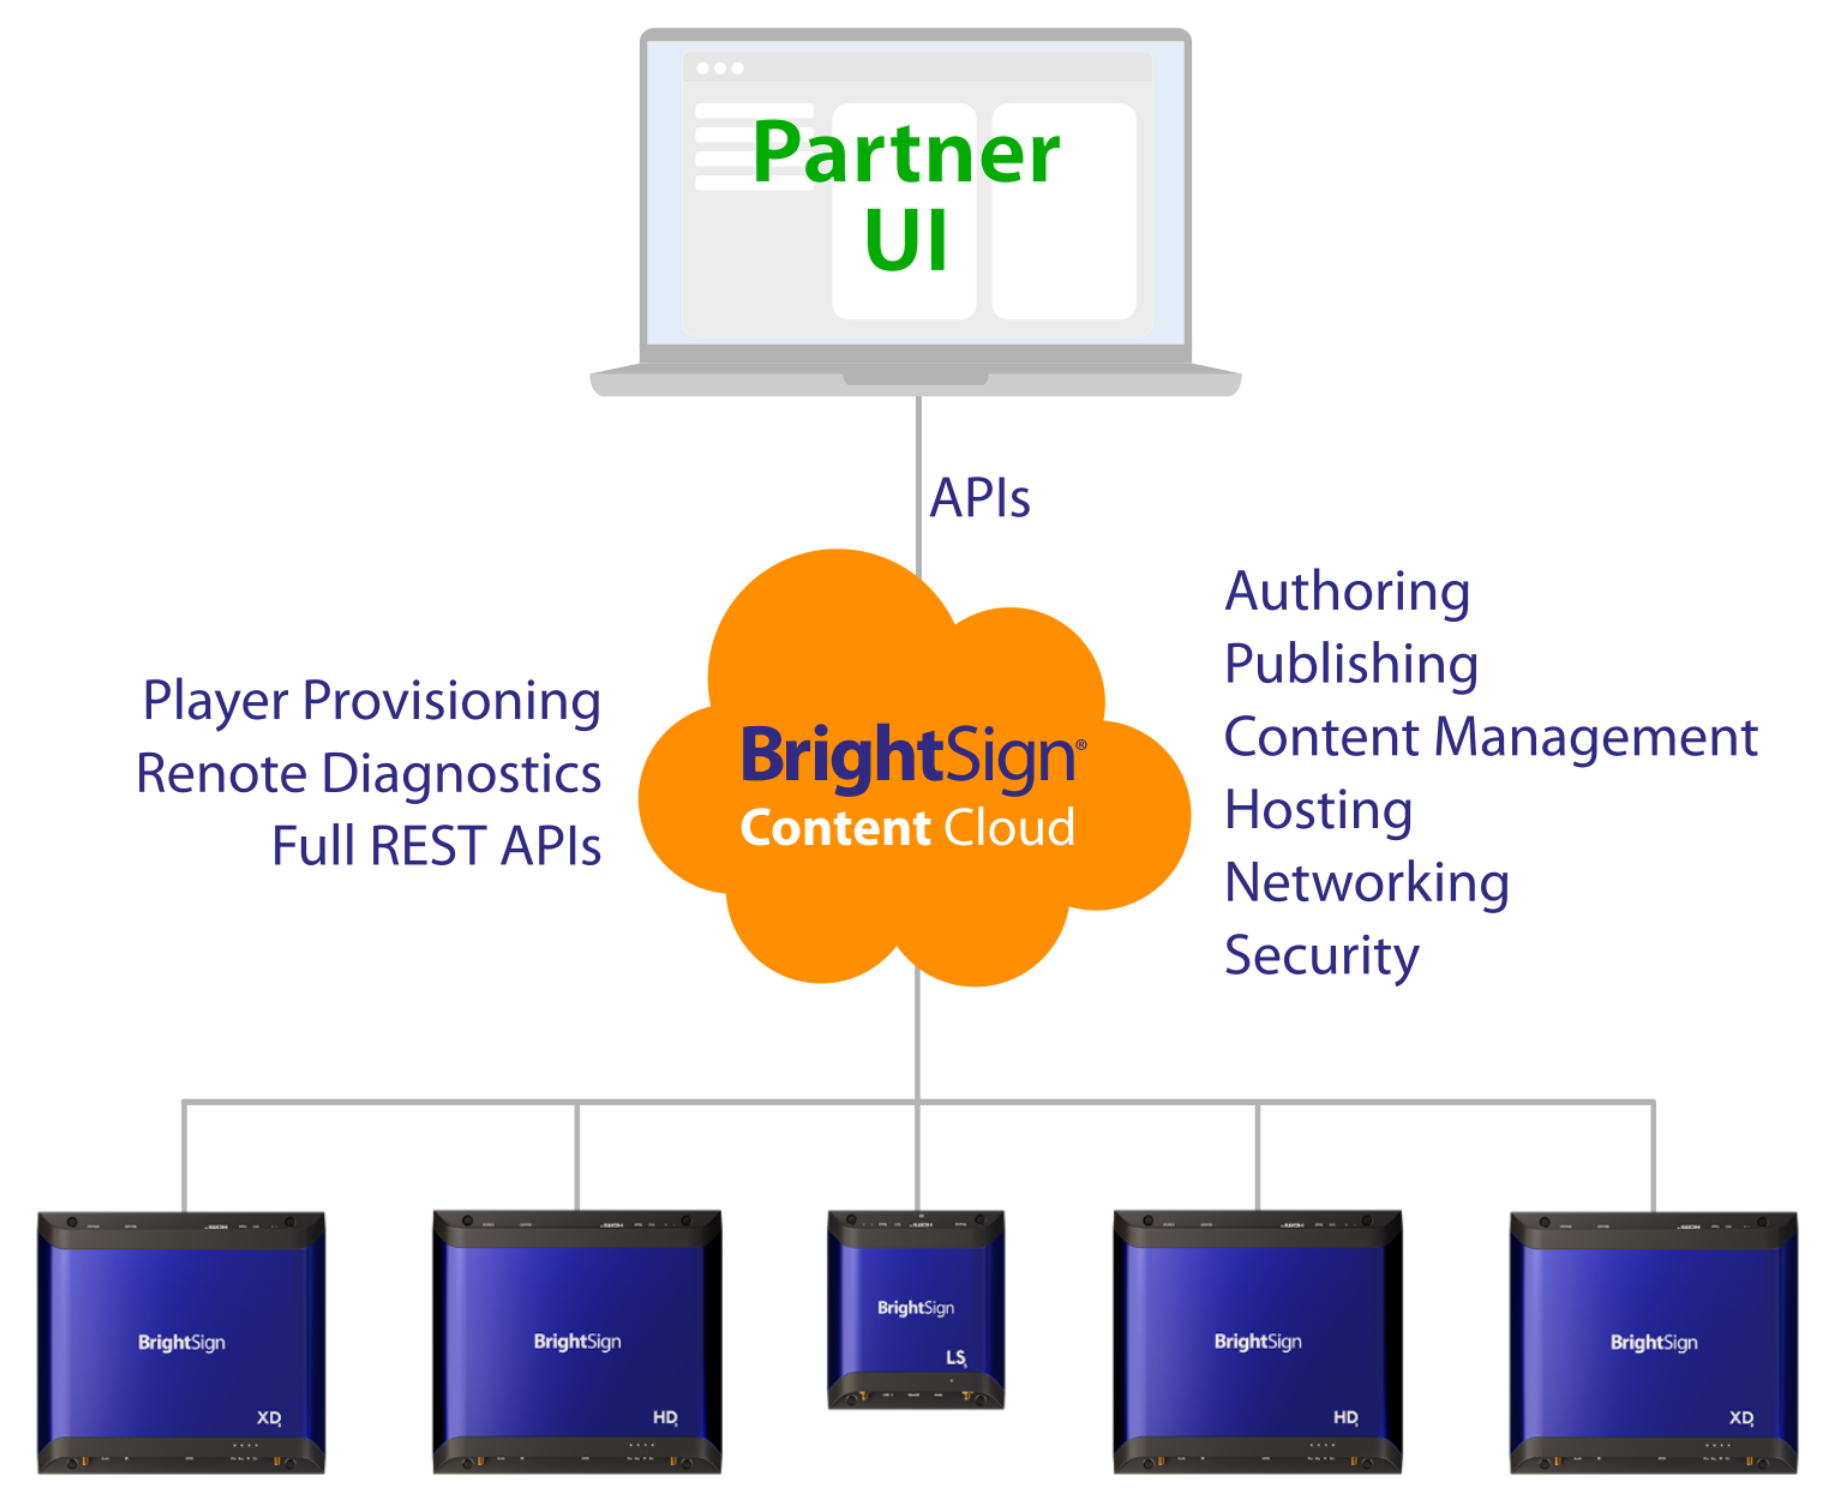 Partner
UI
APIs
Player Provisioning
Renote Diagnostics
Full REST APIs
BrightSign®
Content Cloud
Authoring
Publishing
Content Management
Hosting
Networking
Security
BrightSign
XD
BrightSign
HD
BrightSign
LS
BrightSign
HD
BrightSign
XD